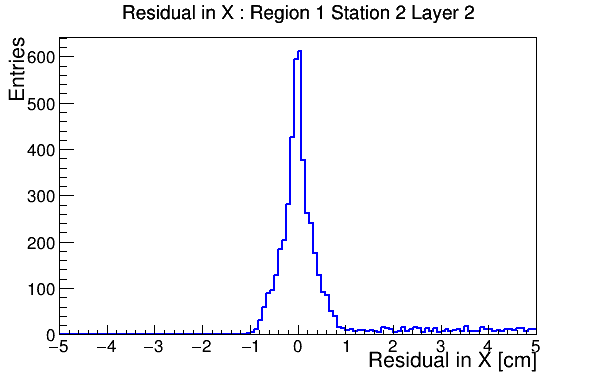 Residual in X : Region 1 Station 2 Layer 2
Entries
600
500
400
300
200
100
0
−5 −4 −3 −2 −1 0 1 2 3 4 5
Residual in X [cm]